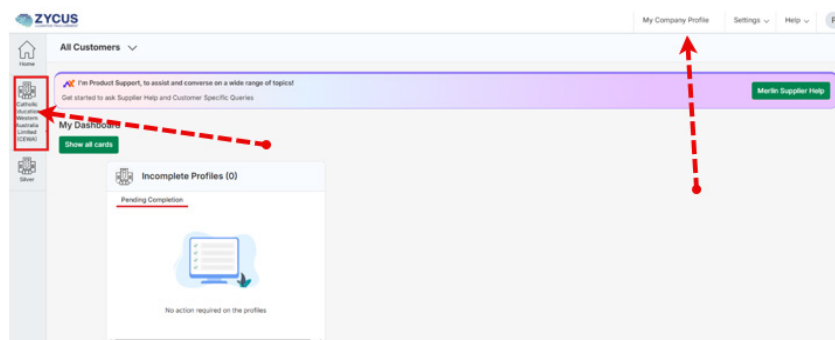 ZYCUS
My Company Profile
Settings
Help
Home
All Customers
I'm Product Support, to assist and converse on a wide range of topics!
Get started to ask Supplier Help and Customer Specific Queries
Merlin Supplier Help
Catholic
Education
Western
Australia
Limited
(CEWA)
My Dashboard
Show all cards
Silver
Incomplete Profiles (0)
Pending Completion
No action required on the profiles